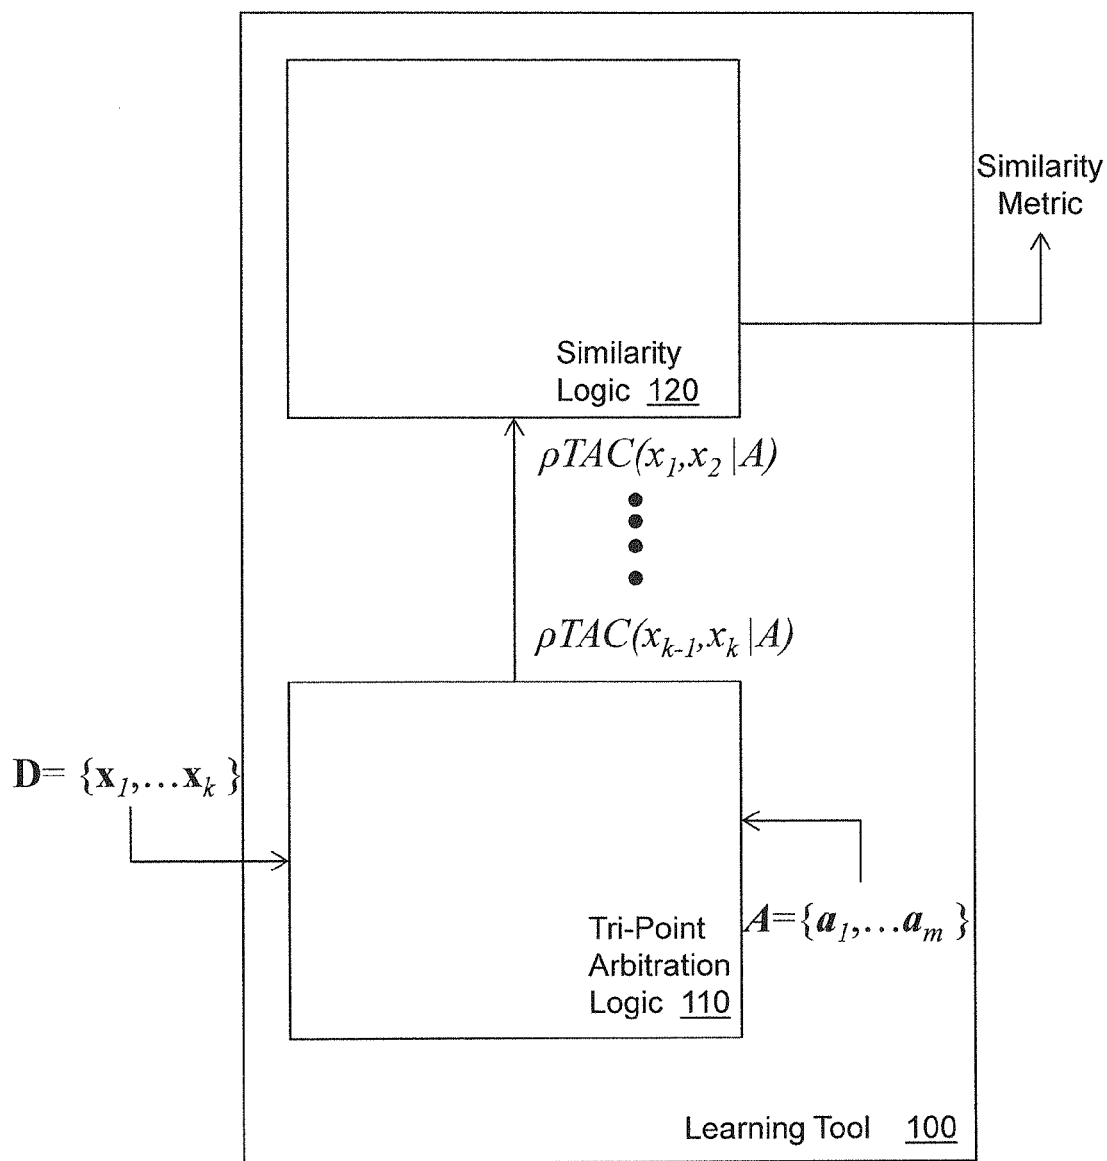 Similarity
Metric
Similarity
Logic 120
ρTAC(x1,x2|A)
ρTAC(xk-1,xk|A)
D= {x1,...xk}
A={a1,...am}
Tri-Point
Arbitration
Logic 110
Learning Tool 100